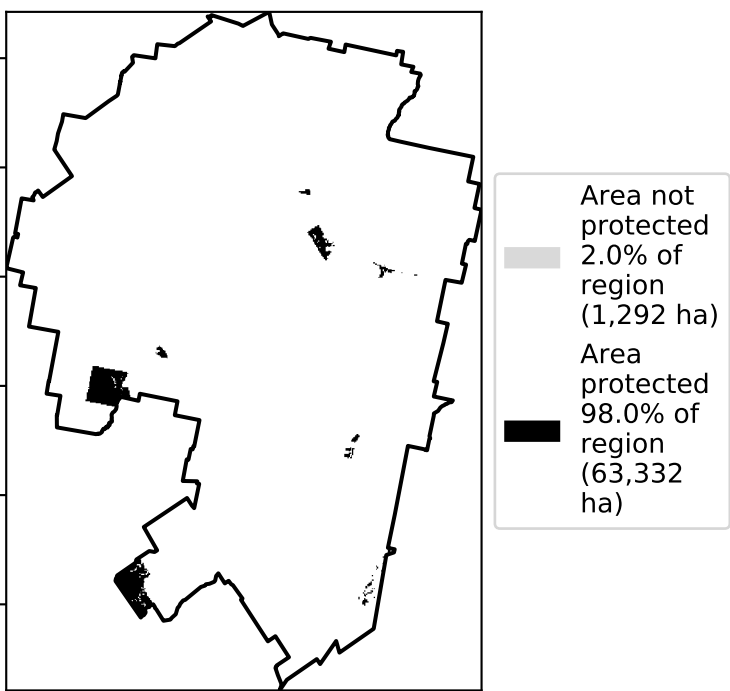 Area not
protected
2.0% of
region
(1,292 ha)
Area
protected
98.0% of
region
(63,332
ha)